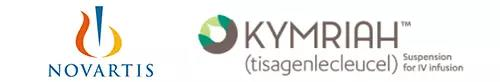 NOVARTIS
KYMRIAH™
(tisagenlecleucel) Suspension
for IV infusion